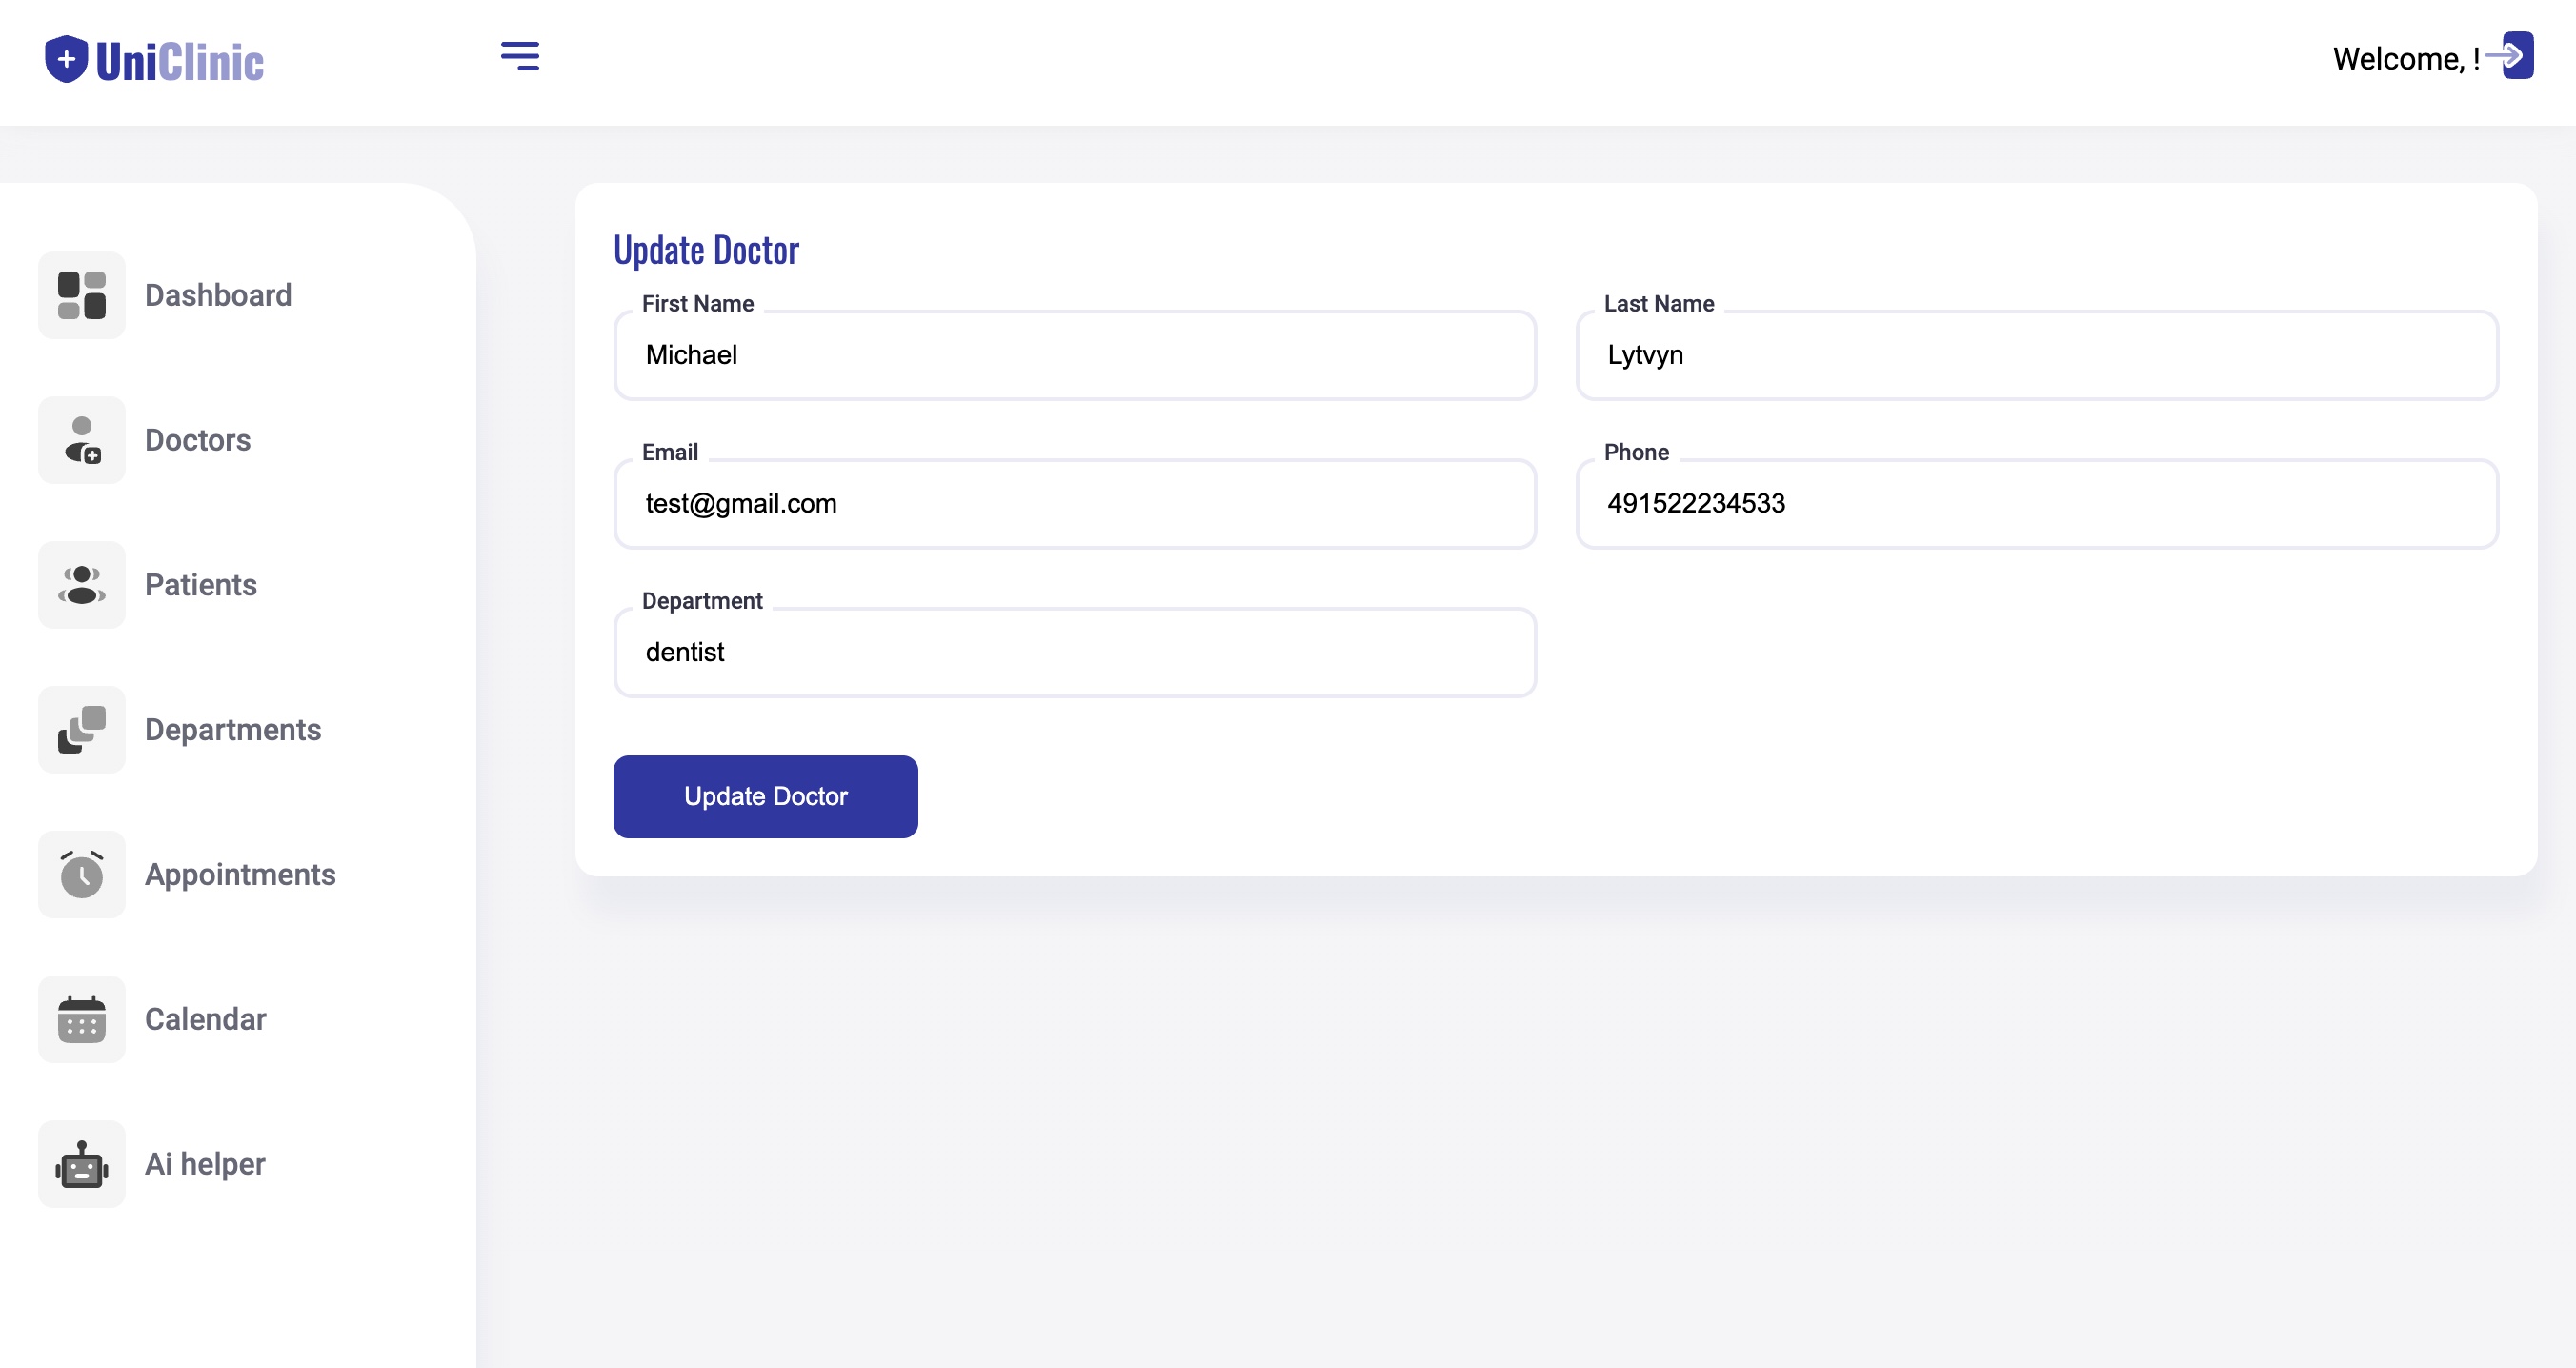 UniClinic
Welcome, !
Dashboard
Doctors
Patients
Departments
Appointments
Calendar
Ai helper
Update Doctor
First Name
Michael
Last Name
Lytvyn
Email
test@gmail.com
Phone
491522234533
Department
dentist
Update Doctor